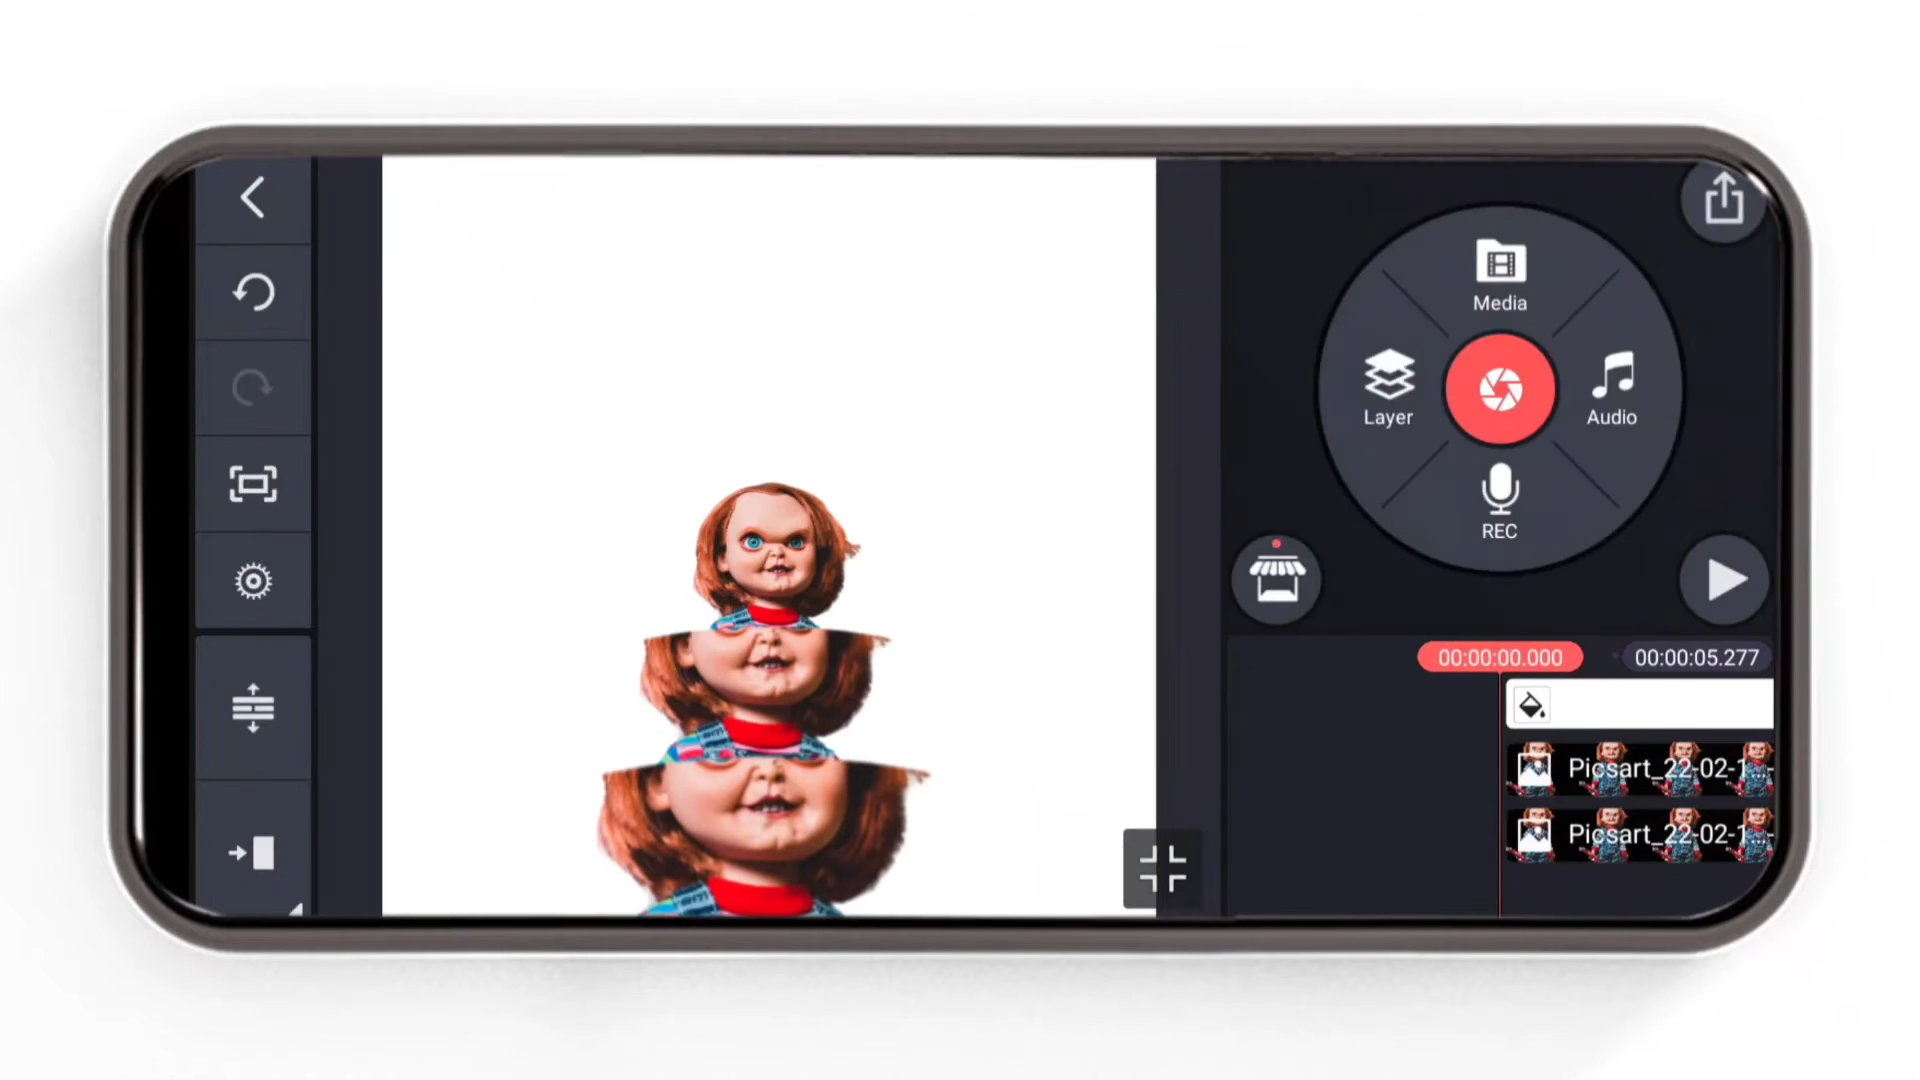 Media
Layer
Audio
REC
00:00:00.000
00:00:05.277
Picsart_22-02-1...
Picsart_22-02-1...